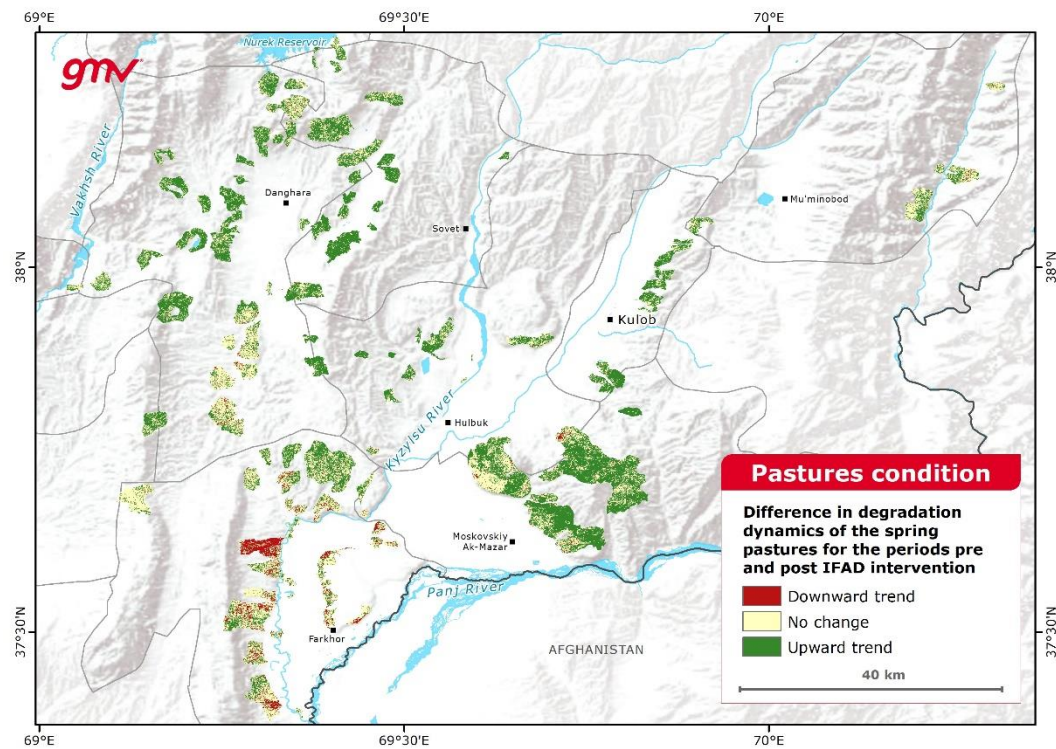 69°E
69°30'E
70°E
Nurek Reservoir
gmv
Vakhsh River
Danghara
Mu'minobod
Sovet
38°N
38°N
Kulob
Kyzylsu River
Hulbuk
Pastures condition
Difference in degradation
dynamics of the spring
pastures for the periods pre
and post IFAD intervention
Downward trend
No change
Upward trend
40 km
Moskovskiy
Ak-Mazar
Panj River
37°30'N
37°30'N
Farkhor
AFGHANISTAN
69°E
69°30'E
70°E